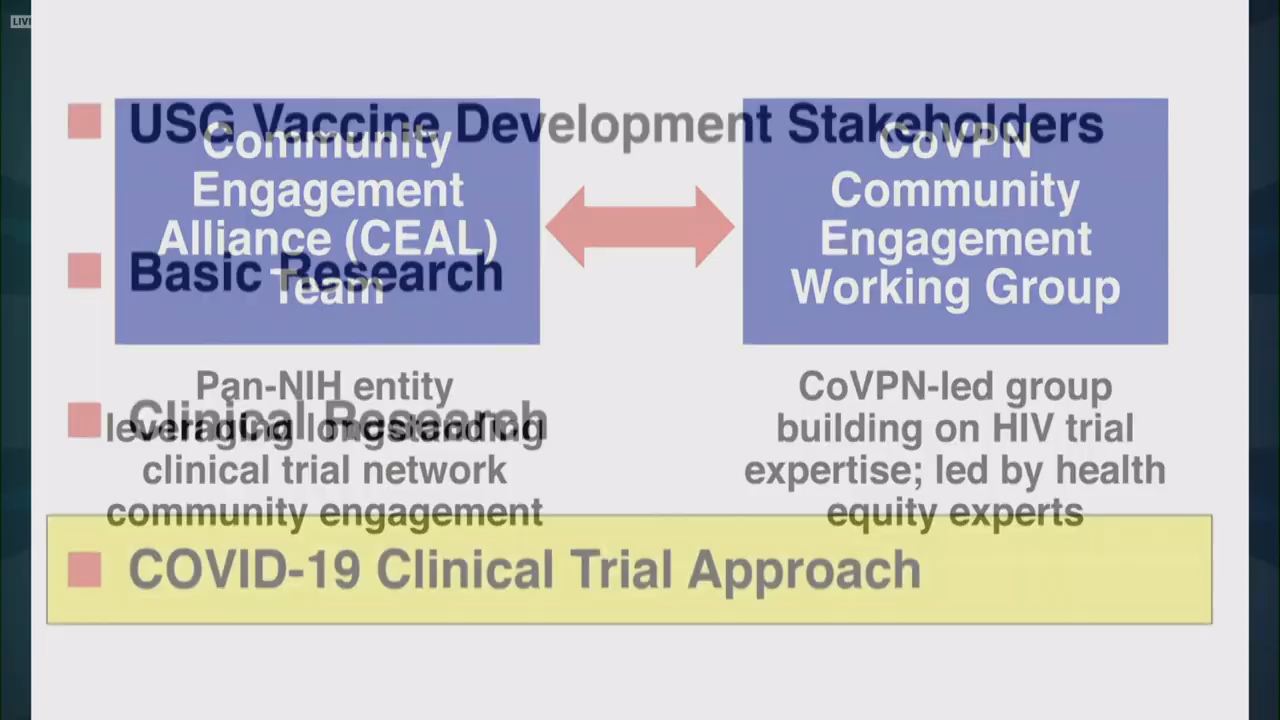 LIVE
USG Vaccine Development Stakeholders
Basic Research
Clinical Research
COVID-19 Clinical Trial Approach
Community
Engagement
Alliance (CEAL)
Team
Pan-NIH entity
leveraging longstanding
clinical trial network
community engagement
CoVPN
Community
Engagement
Working Group
CoVPN-led group
building on HIV trial
expertise; led by health
equity experts